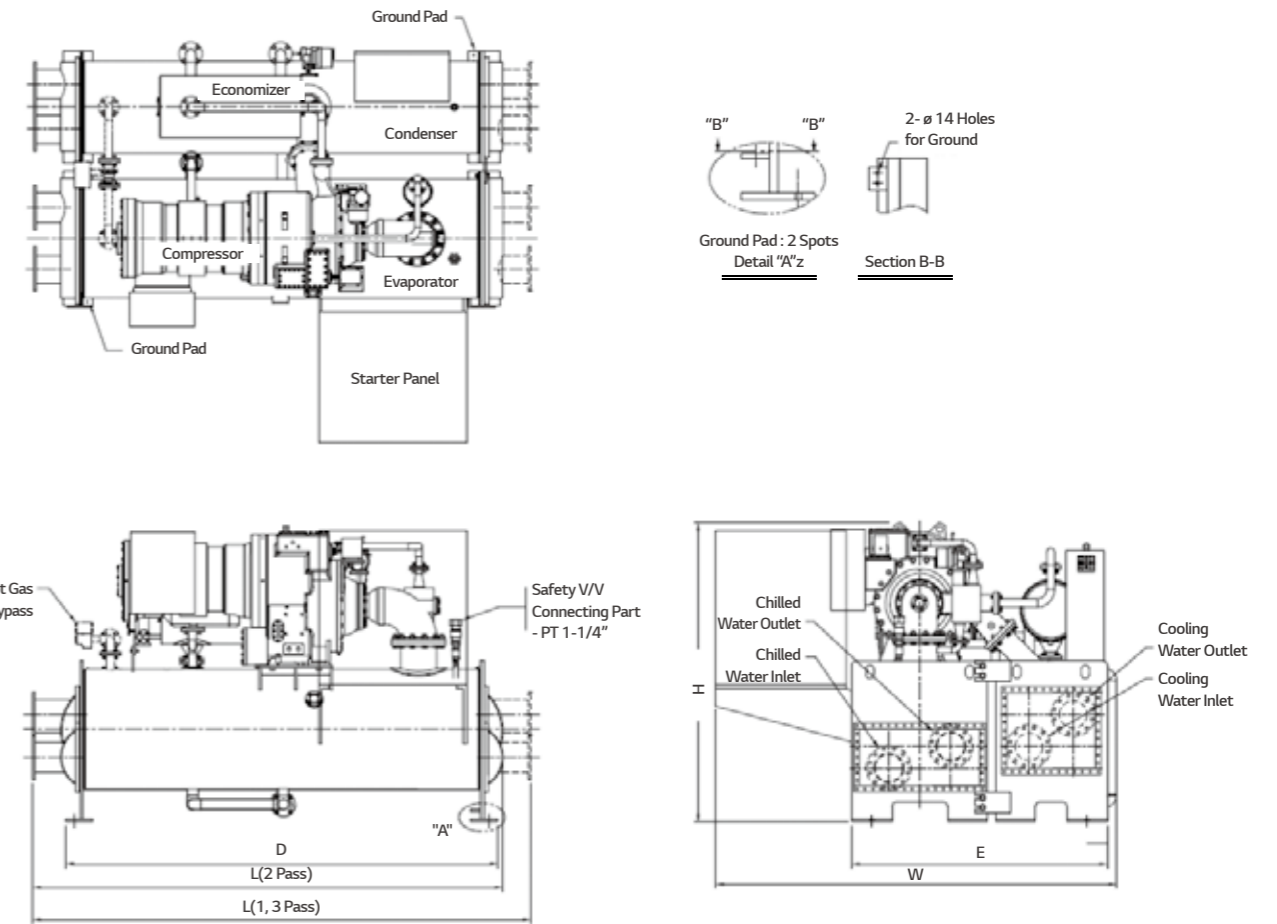 Ground Pad
Economizer
Condenser
Compressor
Evaporator
Ground Pad
Starter Panel
"B"
"B"
2- ø 14 Holes
for Ground
Ground Pad : 2 Spots
Detail "A"z
Section B-B
t Gas
ypass
Safety V/V
Connecting Part
- PT 1-1/4"
"A"
D
L(2 Pass)
L(1, 3 Pass)
Chilled
Water Outlet
Chilled
Water Inlet
Cooling
Water Outlet
Cooling
Water Inlet
H
E
W